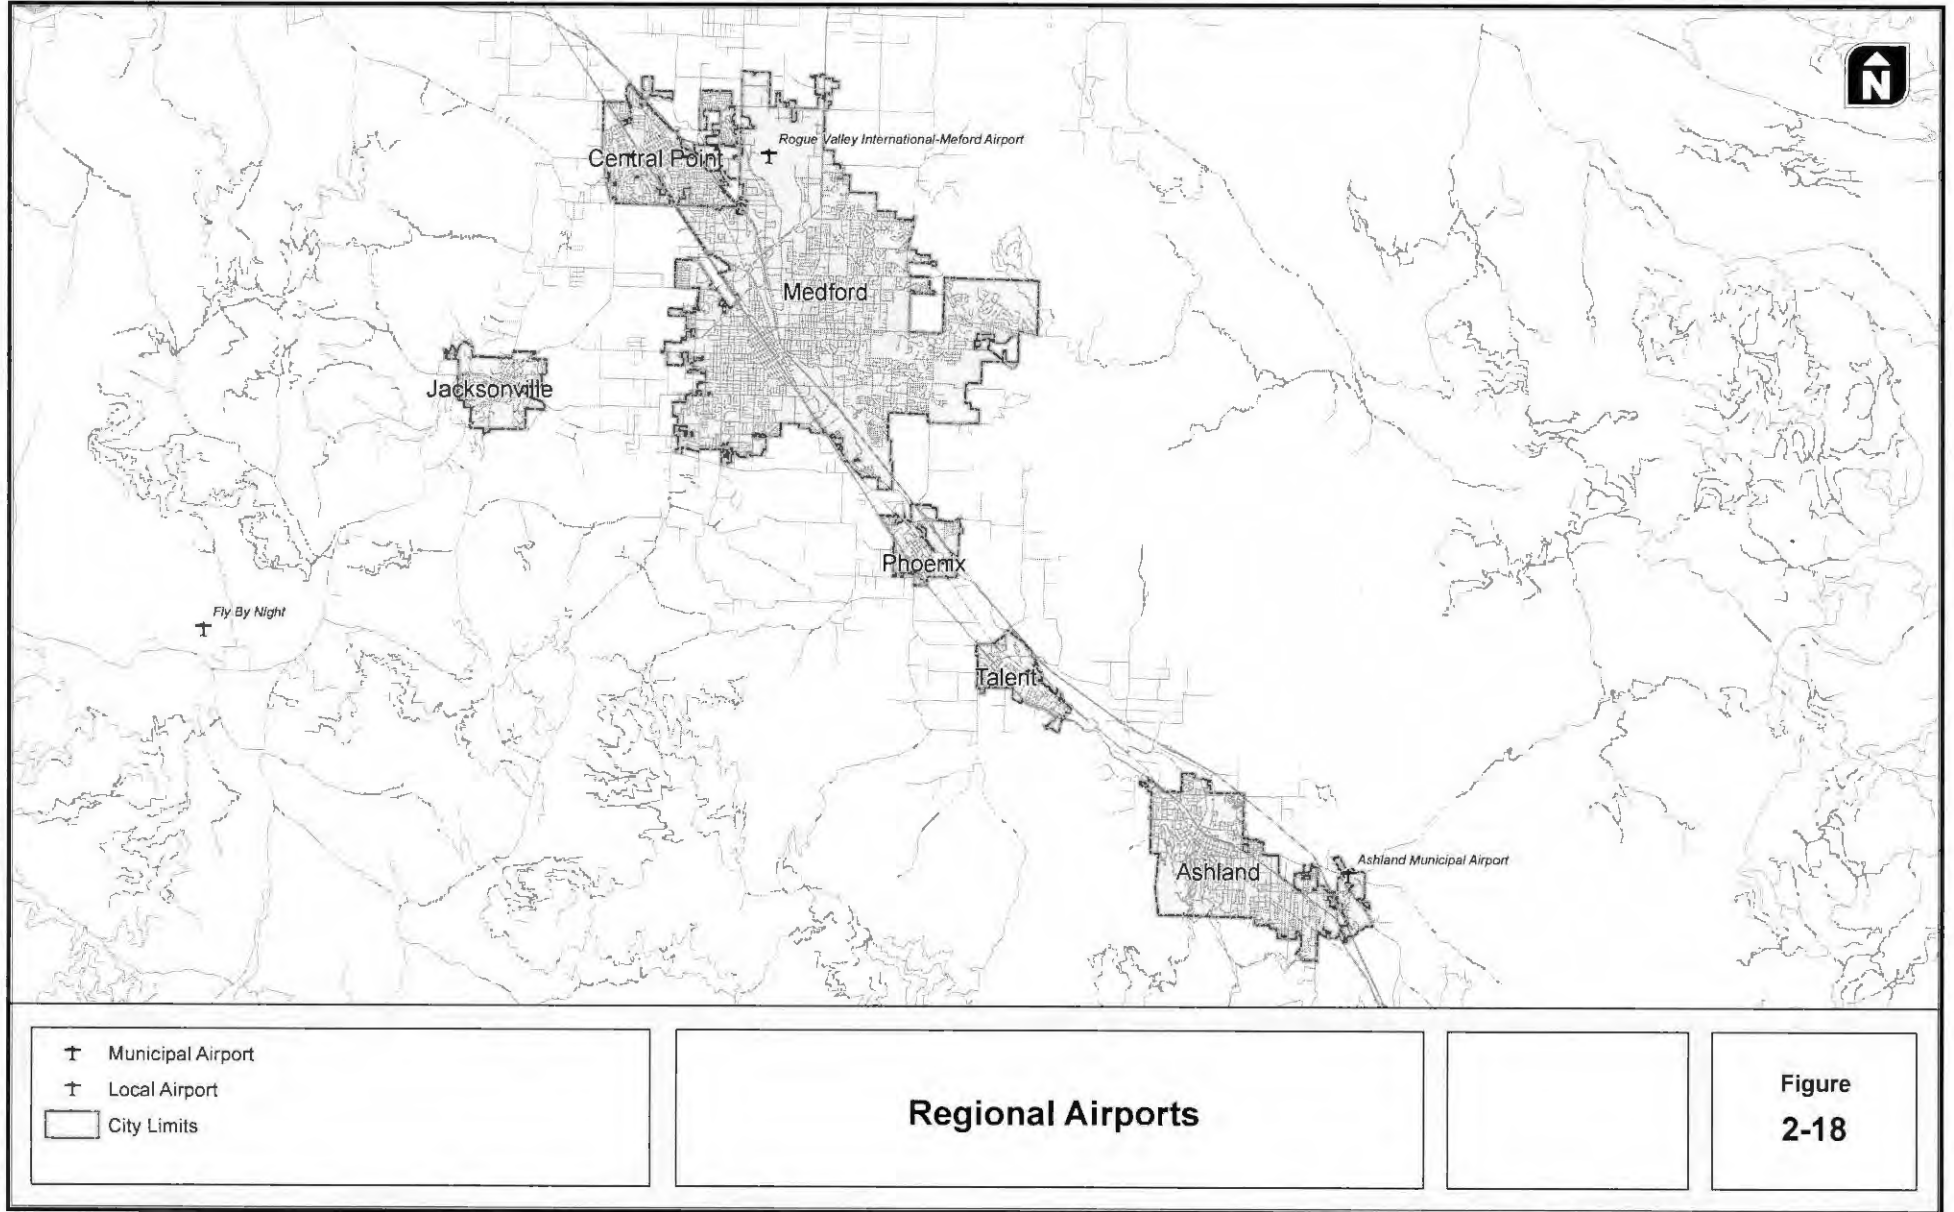 N
Rogue Valley International-Meford Airport
Central Point
Medford
Jacksonville
Phoenix
Fly By Night
Talent
Ashland Municipal Airport
Ashland
Municipal Airport
Local Airport
City Limits
Regional Airports
Figure
2-18